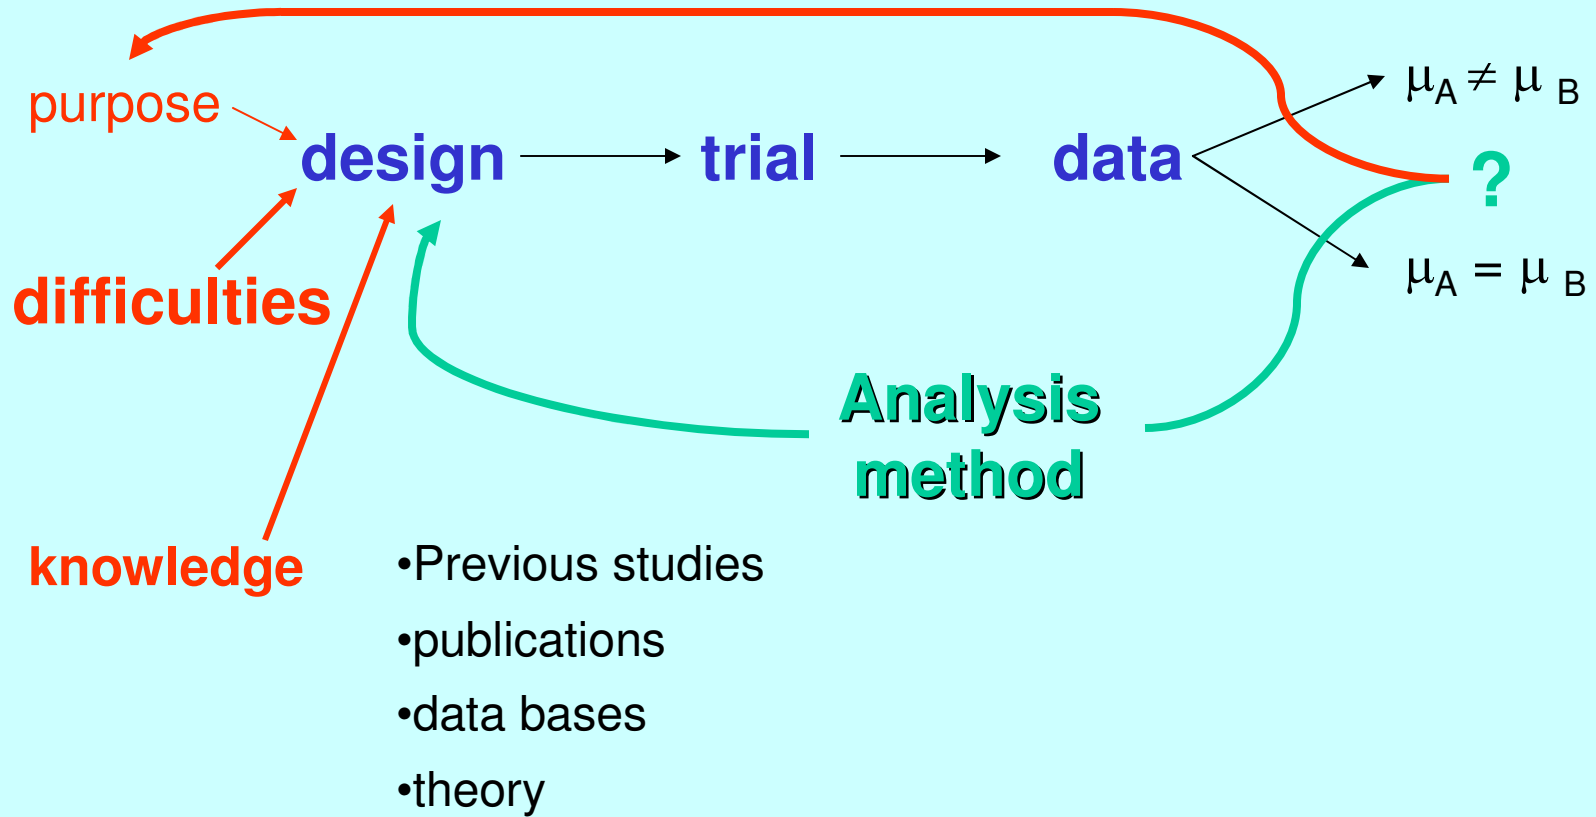 purpose
design
trial
data
μA ≠ μ B
?
μA = μ B
difficulties
Analysis
method
knowledge
•Previous studies
•publications
•data bases
•theory